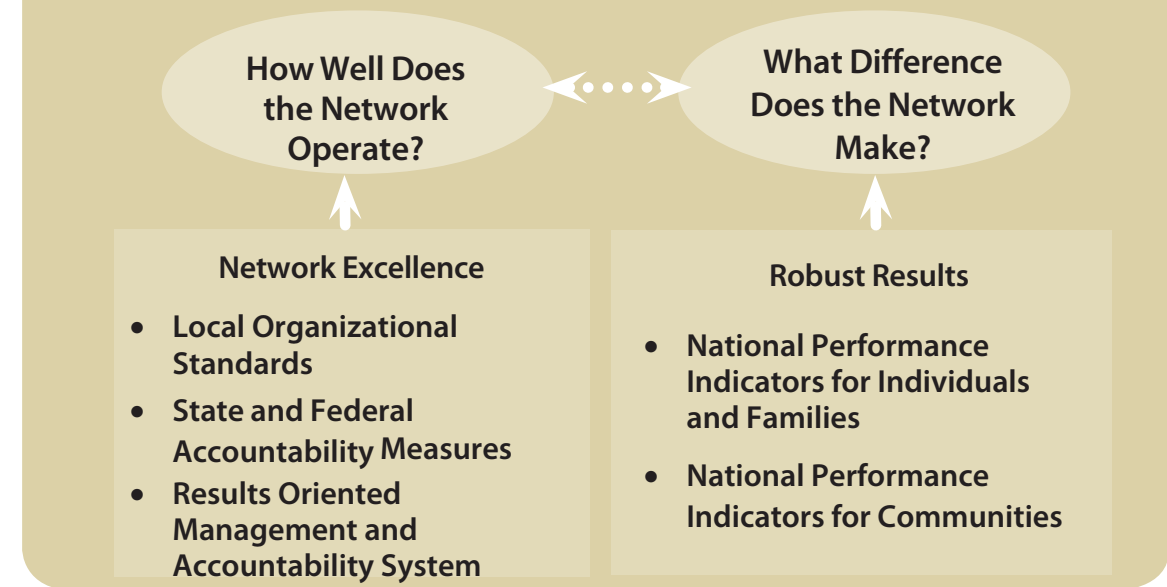 How Well Does
the Network
Operate?
What Difference
Does the Network
Make?
Network Excellence
• Local Organizational
Standards
• State and Federal
Accountability Measures
• Results Oriented
Management and
Accountability System
Robust Results
• National Performance
Indicators for Individuals
and Families
• National Performance
Indicators for Communities